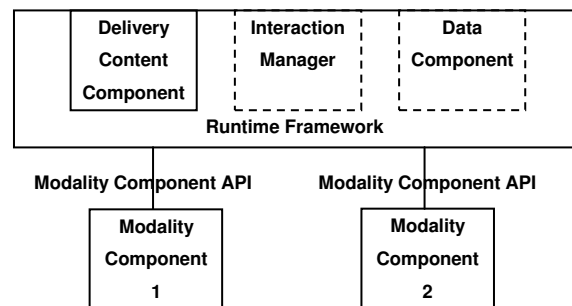 Delivery
Content
Component
Interaction
Manager
Data
Component
Runtime Framework
Modality Component API
Modality Component API
Modality
Component
1
Modality
Component
2